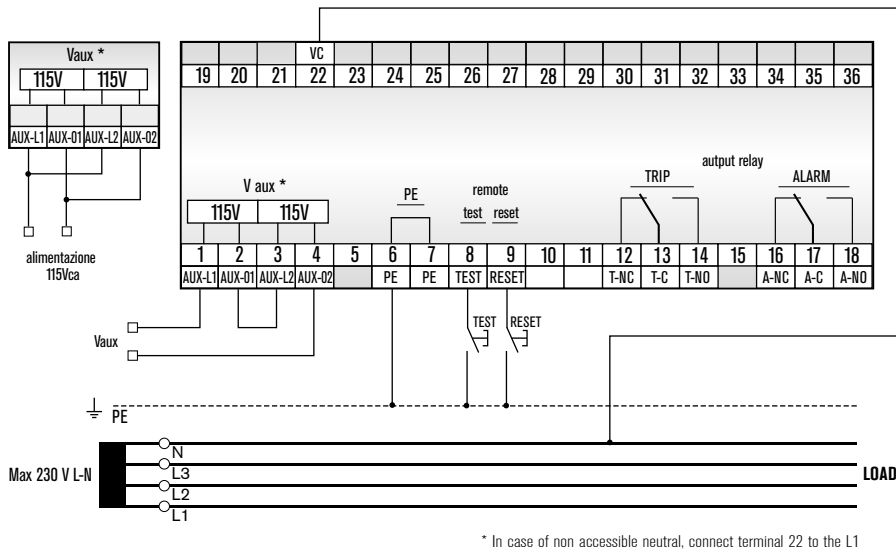 VC
19 20 21 22 23 24 25 26 27 28 29 30 31 32 33 34 35 36
Vaux *
115V 115V
AUX-L1 AUX-01 AUX-L2 AUX-02
alimentazione
115Vca
autput relay
TRIP
ALARM
V aux *
115V 115V
PE
remote
test reset
1 2 3 4 5 6 7 8 9 10 11 12 13 14 15 16 17 18
AUX-L1 AUX-01 AUX-L2 AUX-02 PE PE TEST RESET T-NC T-C T-NO A-NC A-C A-NO
TEST RESET
Vaux
PE
N
Max 230 V L-N
L3
LOAD
L2
L1
* In case of non accessible neutral, connect terminal 22 to the L1